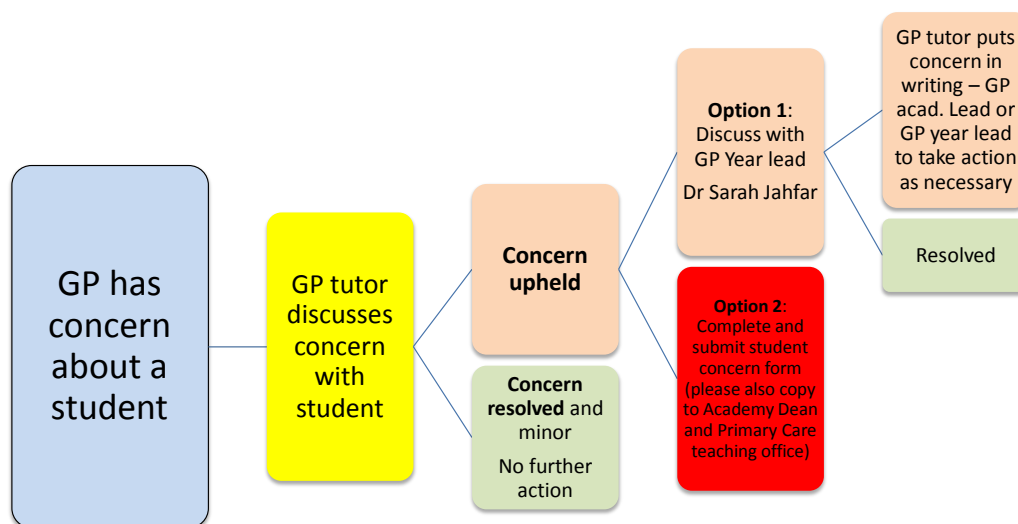 GP has
concern
about a
student
GP tutor
discusses
concern
with
student
Concern
upheld
Concern
resolved and
minor
No further
action
Option 1:
Discuss with
GP Year lead
Dr Sarah Jahfar
Option 2:
Complete and
submit student
concern form
(please also copy
to Academy Dean
and Primary Care
teaching office)
GP tutor puts
concern in
writing – GP
acad. Lead or
GP year lead
to take action
as necessary
Resolved